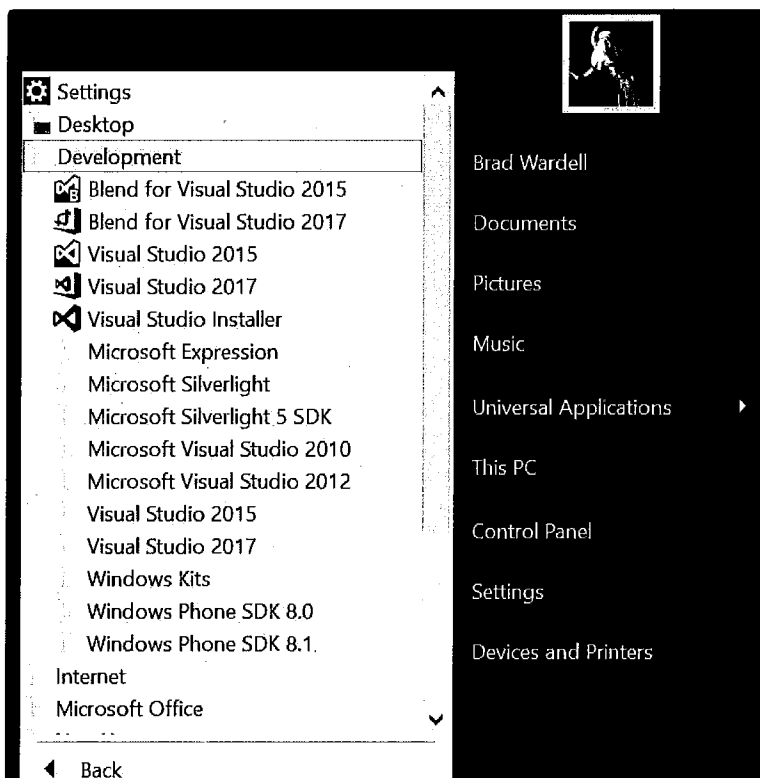 Settings
Desktop
Development
Blend for Visual Studio 2015
Blend for Visual Studio 2017
Visual Studio 2015
Visual Studio 2017
Visual Studio Installer
Microsoft Expression
Microsoft Silverlight
Microsoft Silverlight 5 SDK
Microsoft Visual Studio 2010
Microsoft Visual Studio 2012
Visual Studio 2015
Visual Studio 2017
Windows Kits
Windows Phone SDK 8.0
Windows Phone SDK 8.1
Internet
Microsoft Office
Back
Brad Wardell
Documents
Pictures
Music
Universal Applications
This PC
Control Panel
Settings
Devices and Printers